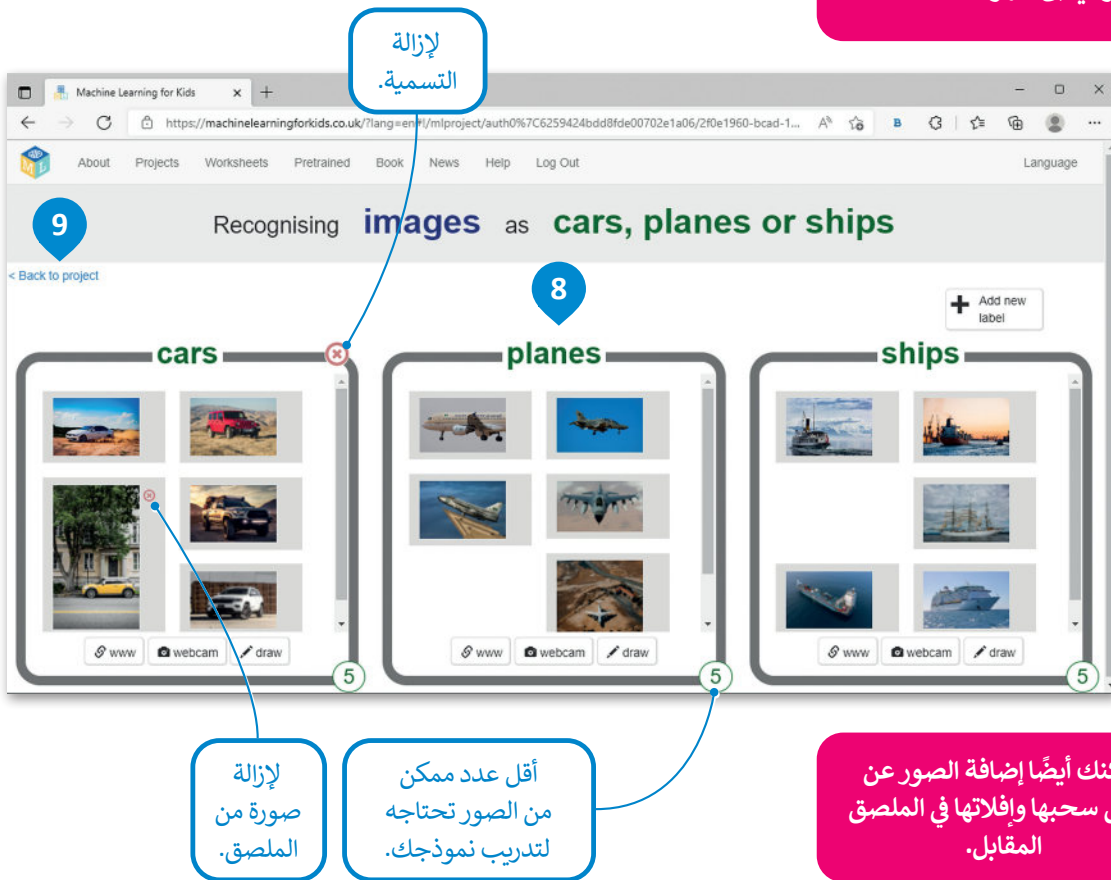 لإزالة
التسمية.
Machine Learning for Kids
https://machinelearningforkids.co.uk/?lang=en#!/mlproject/auth0%7C6259424bdd8fde00702e1a06/2f0e1960-bcad-1...
About Projects Worksheets Pretrained Book News Help Log Out Language
9
Recognising images as cars, planes or ships
< Back to project
8
Add new
label
cars planes ships
www webcam draw www webcam draw www webcam draw
5 5 5
لإزالة
صورة من
الملصق.
أقل عدد ممكن
من الصور تحتاجه
لتدريب نموذجك.
أيضًا إضافة الصور عن
سحبها وإفلاتها في الملصق
المقابل.